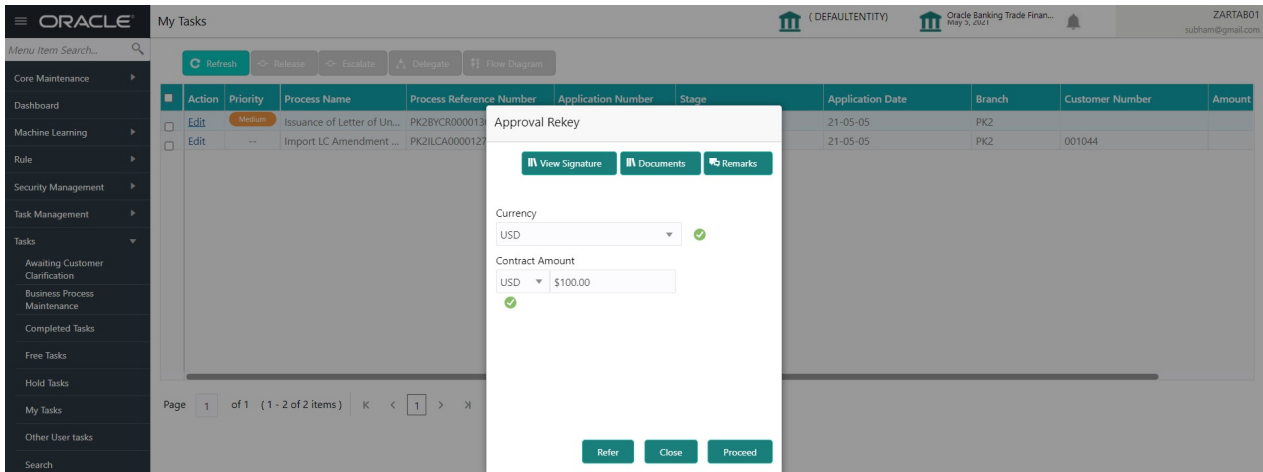 ORACLE
My Tasks
( DEFAULTENTITY)
Oracle Banking Trade Finan...
May 5, 2021
ZARTAB01
subham@gmail.com
Menu Item Search...
Core Maintenance
Dashboard
Machine Learning
Rule
Security Management
Task Management
Tasks
Awaiting Customer
Clarification
Business Process
Maintenance
Completed Tasks
Free Tasks
Hold Tasks
My Tasks
Other User tasks
Search
Refresh Release Escalate Delegate Flow Diagram
Action Priority Process Name Process Reference Number Application Number Stage Application Date Branch Customer Number Amount
Edit Medium Issuance of Letter of Un... 21-05-05 PK2
Edit -- Import LC Amendment ... PK2ILCA0000127 21-05-05 PK2 001044
Page 1 of 1 (1 - 2 of 2 items) K < 1 >
Approval Rekey
View Signature Documents Remarks
Currency
USD
Contract Amount
USD $100.00
Refer Close Proceed